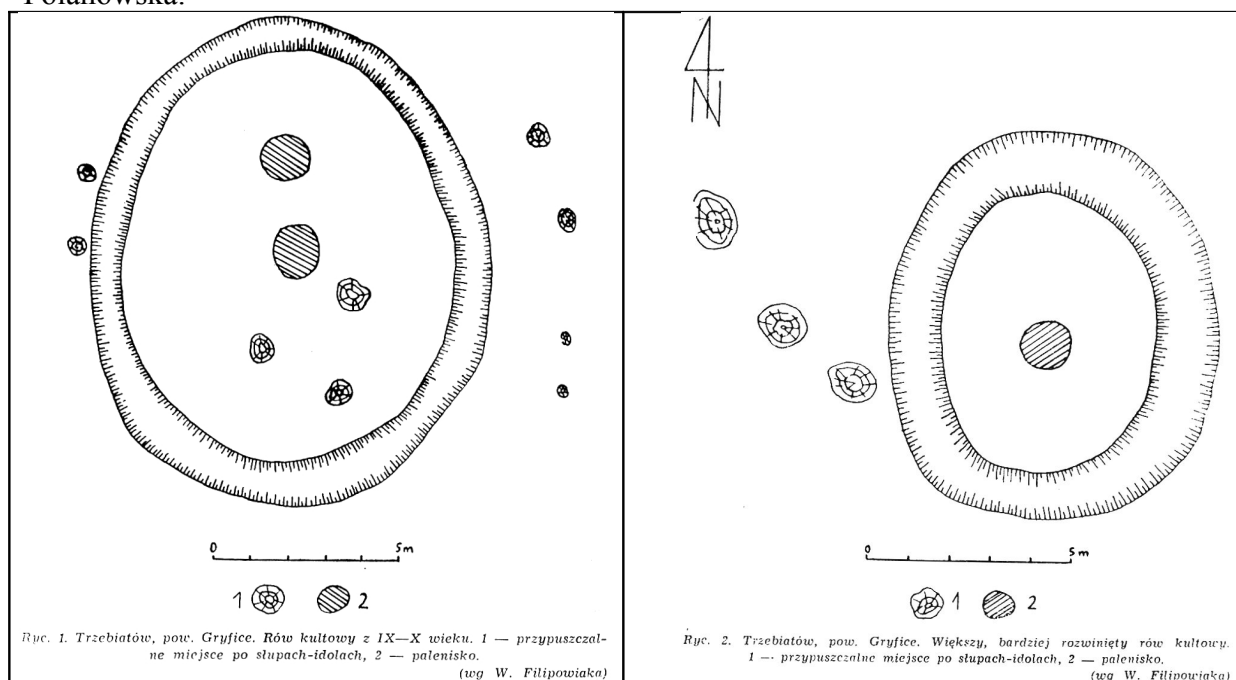 Polanowska.
0 5m
1 2
Ryc. 1. Trzebiatów, pow. Gryfice. Rów kultowy z IX—X wieku. 1 — przypuszczal-
ne miejsce po słupach-idolach, 2 — palenisko.
(wg W. Filipowiaka)
N
0 5m
1 2
Ryc. 2. Trzebiatów, pow. Gryfice. Większy, bardziej rozwinięty rów kultowy.
1 — przypuszczalne miejsce po słupach-idolach, 2 — palenisko.
(wg W. Filipowiaka)